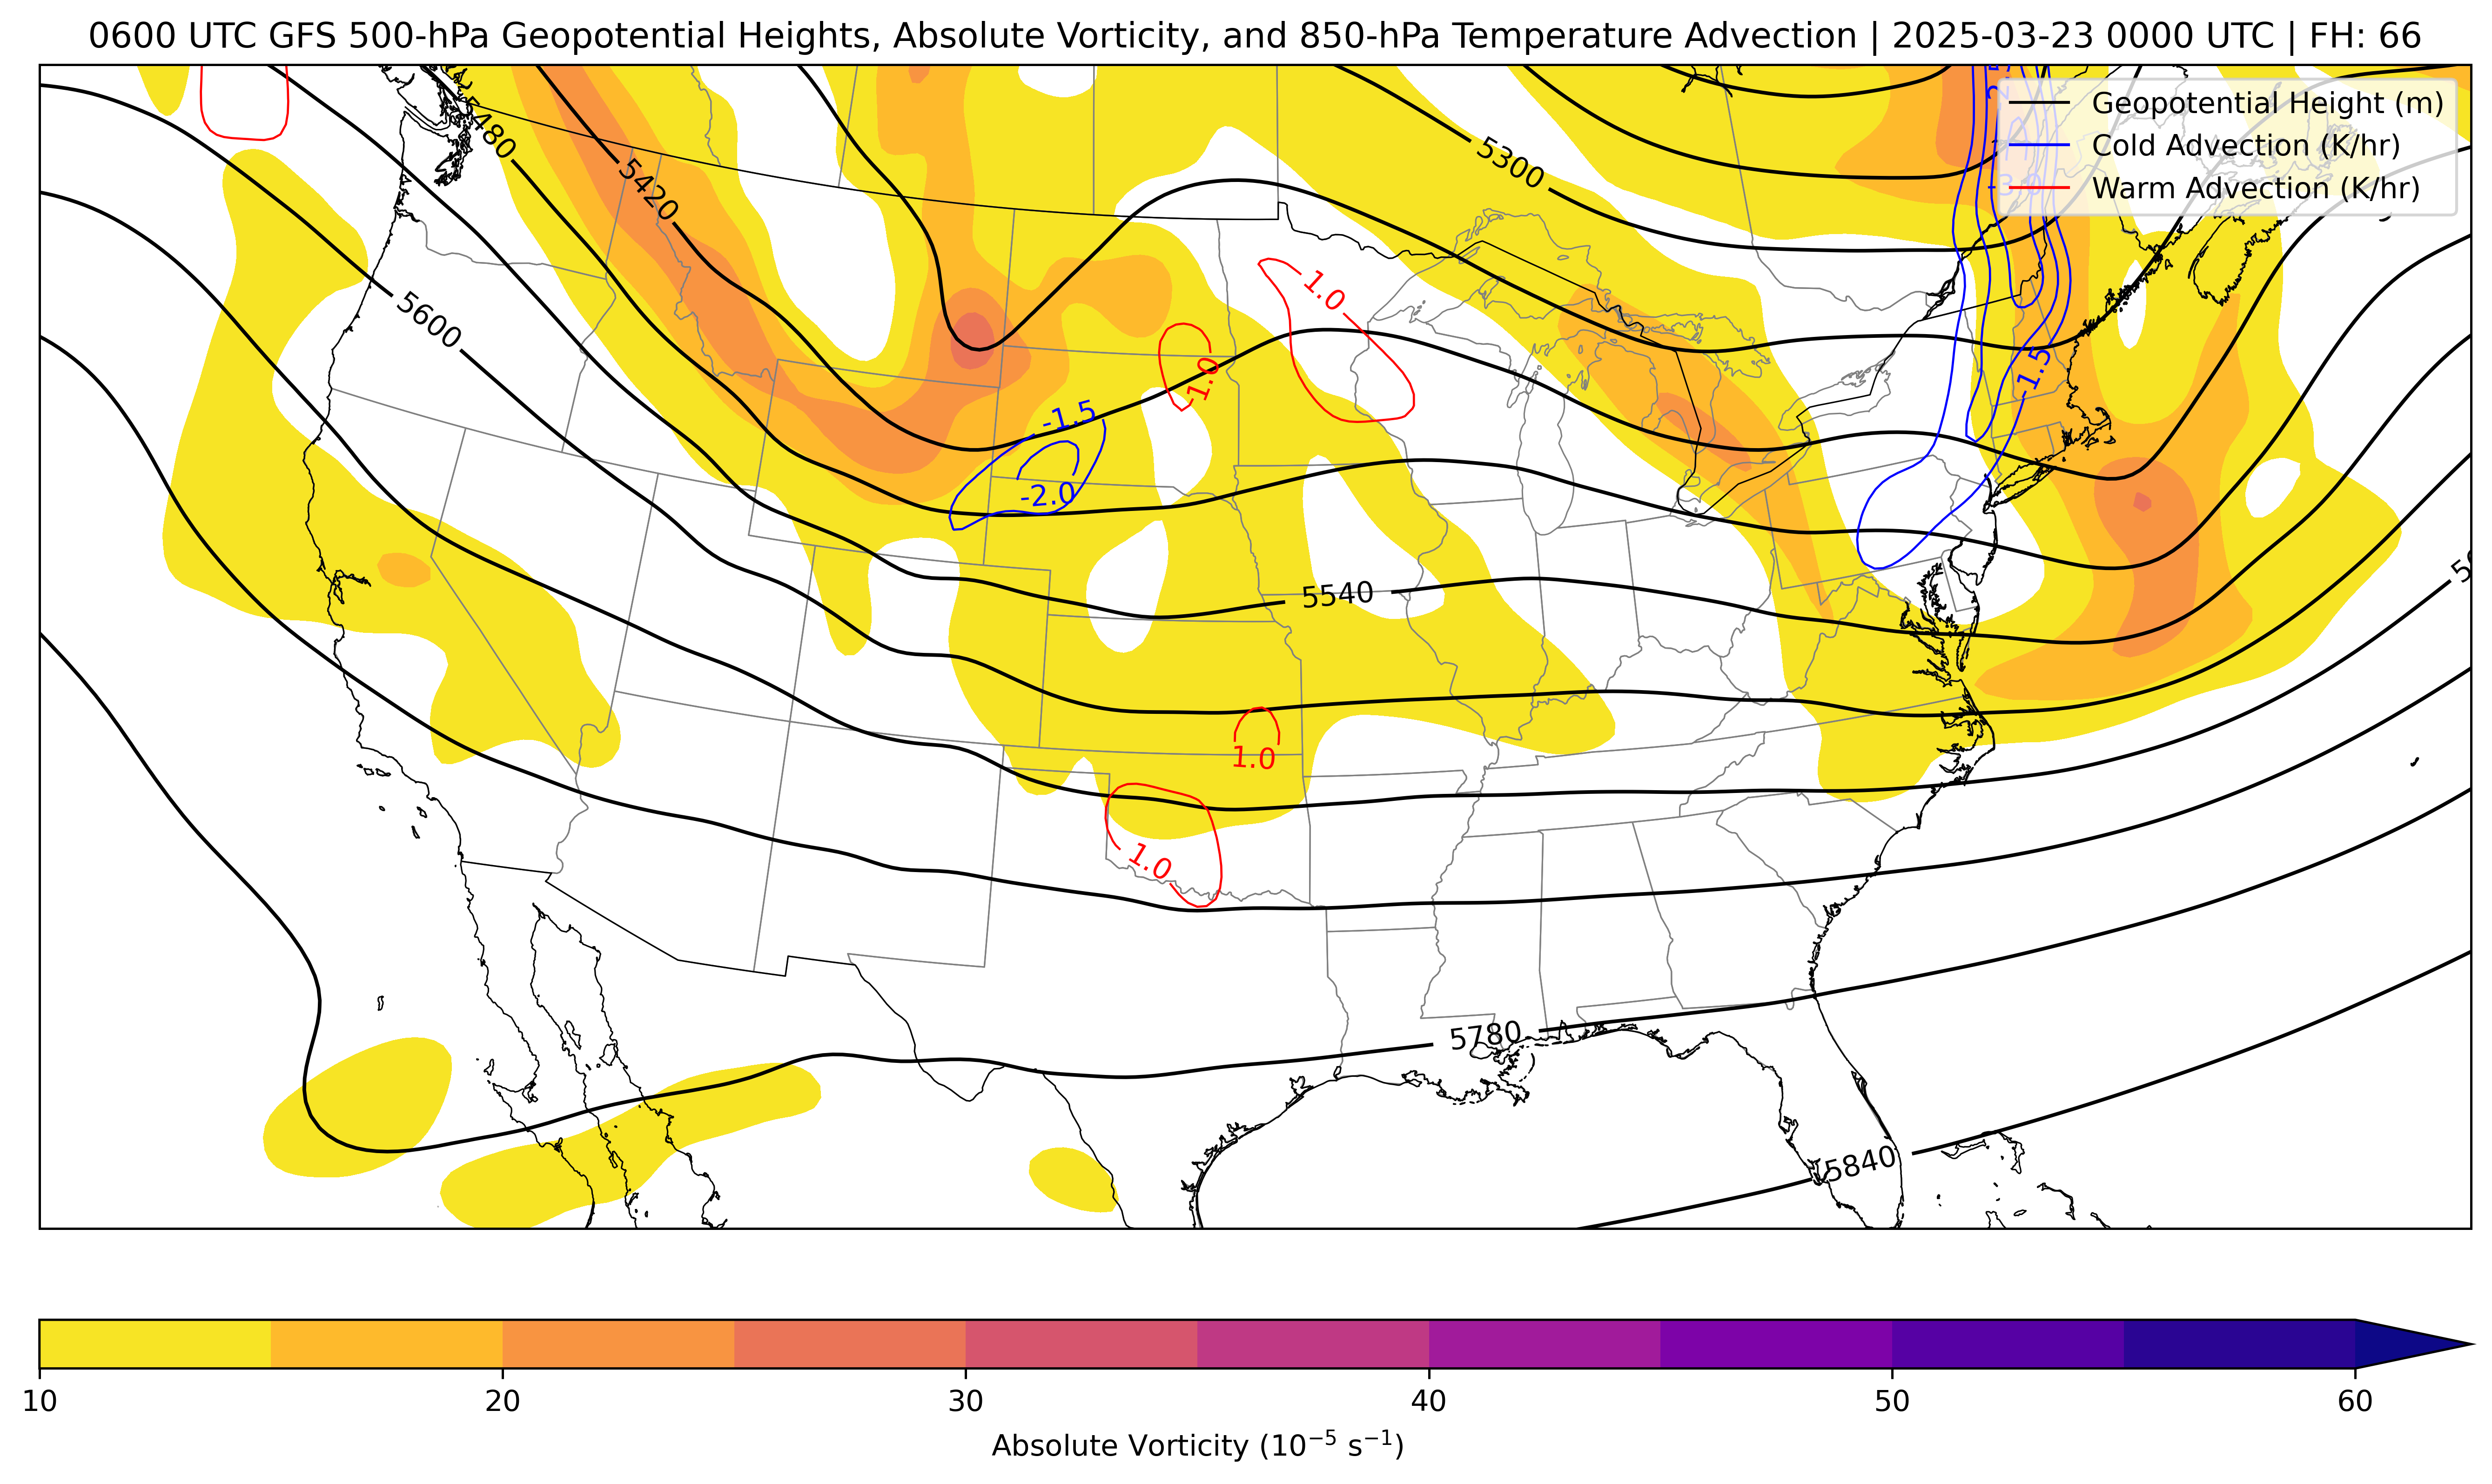 0600 UTC GFS 500-hPa Geopotential Heights, Absolute Vorticity, and 850-hPa Temperature Advection | 2025-03-23 0000 UTC | FH: 66
Geopotential Height (m)
Cold Advection (K/hr)
Warm Advection (K/hr)
5480
5420
5300
-3.0
5600
1.0
1.0
-1.5
-1.5
-2.0
5540
1.0
1.0
5780
5840
10 20 30 40 50 60
Absolute Vorticity (10⁻⁵ s⁻¹)